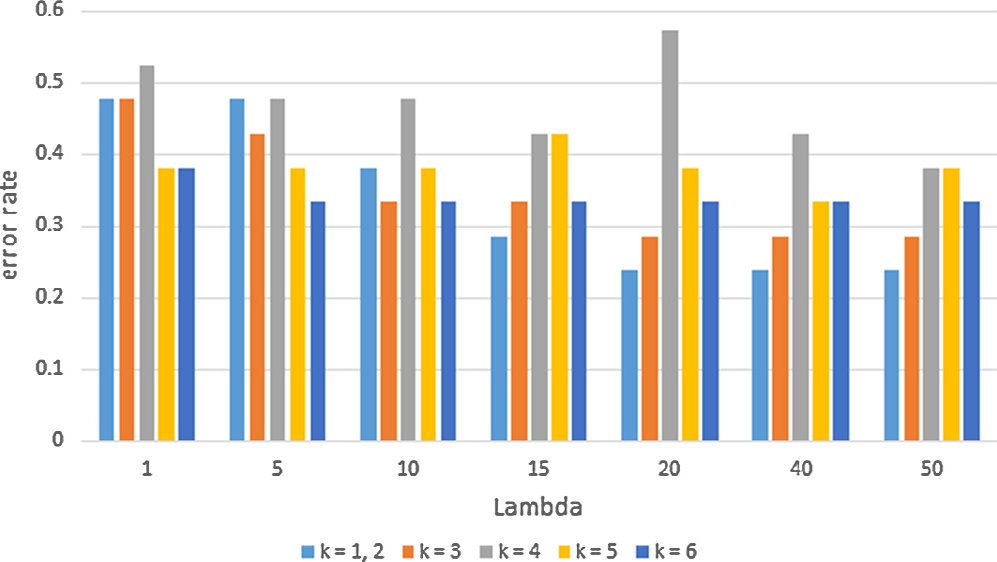 0.6
0.5
0.4
0.3
0.2
0.1
0
error rate
1 5 10 15 20 40 50
Lambda
k = 1, 2 k = 3 k = 4 k = 5 k = 6